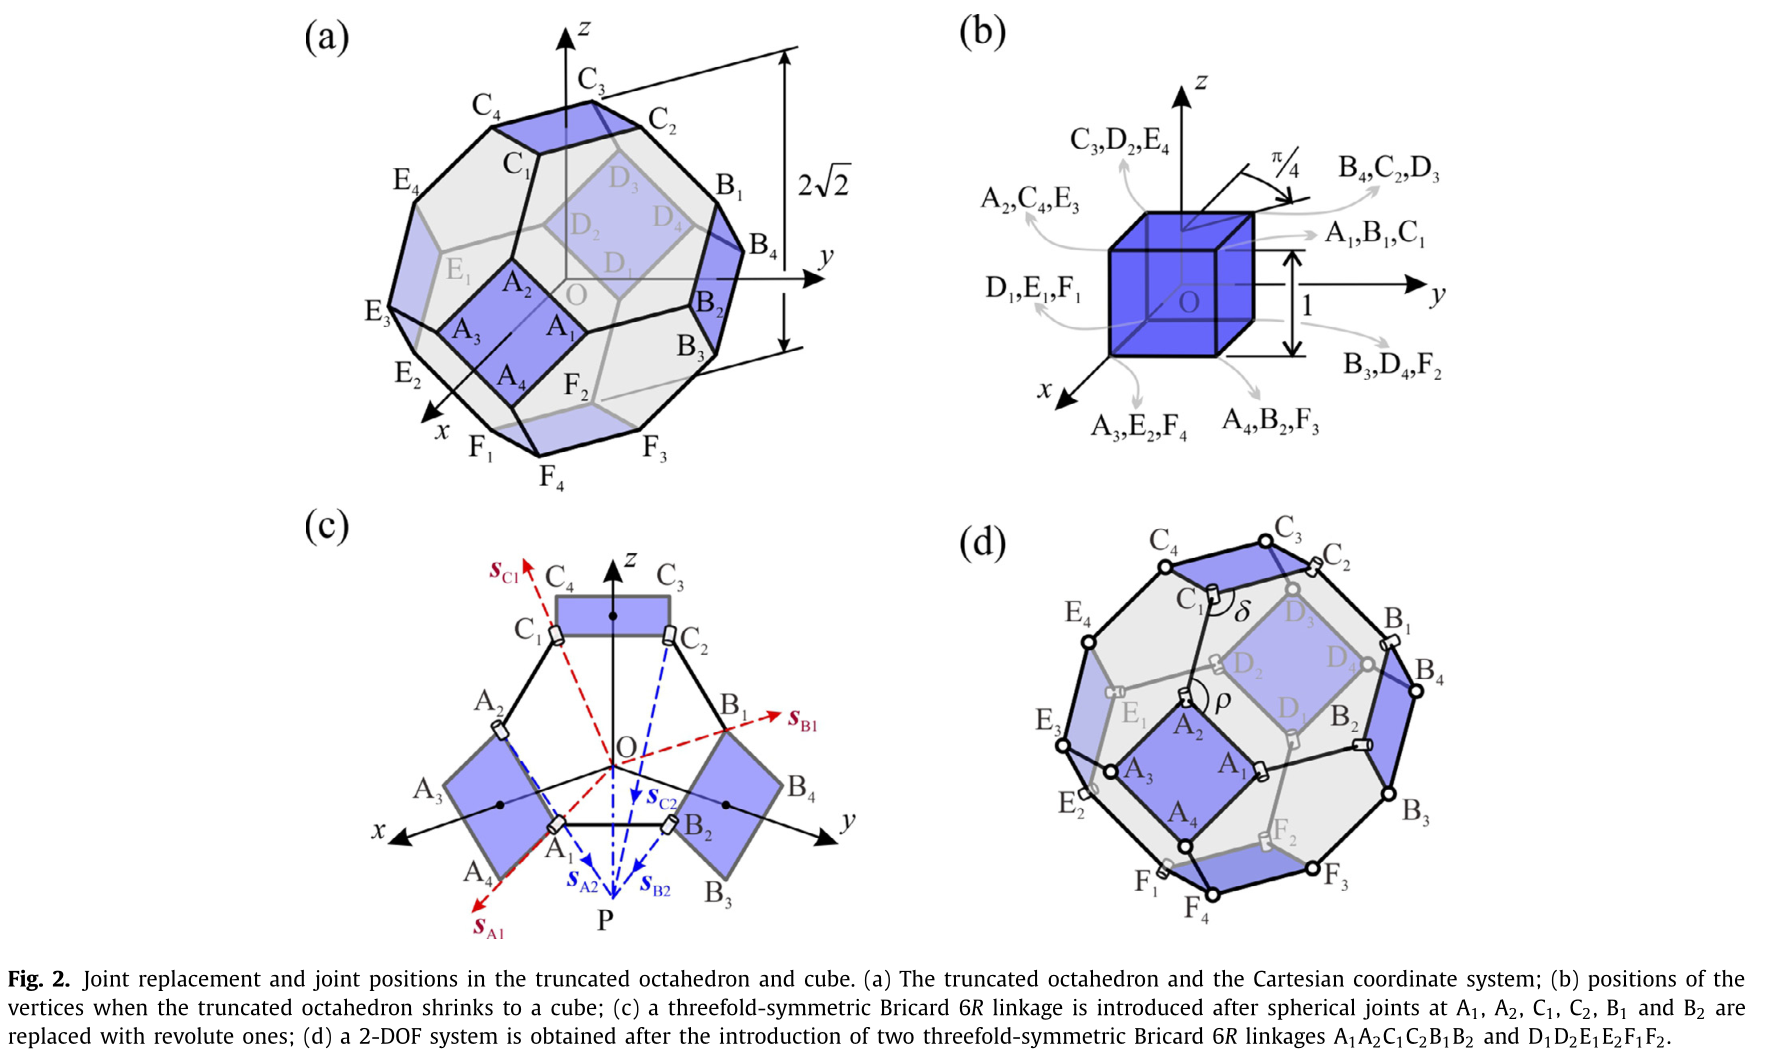 (a)
z
C₃
C₄
C₂
C₁
D₃
E₄
B₁
2√2
D₂
D₄
B₄
E₁
D₁
y
A₂
O
B₂
E₃
A₃
A₁
B₃
E₂
A₄
F₂
x
F₁
F₃
F₄
(b)
z
C₃,D₂,E₄
π/4
B₄,C₂,D₃
A₂,C₄,E₃
A₁,B₁,C₁
D₁,E₁,F₁
O
1
y
B₃,D₄,F₂
x
A₃,E₂,F₄
A₄,B₂,F₃
(c)
z
s_C1
C₄
C₃
C₁
C₂
A₂
B₁
s_B1
O
A₃
s_C2
B₄
x
B₂
y
A₁
A₄
s_A2
s_B2
B₃
P
s_A1
(d)
C₃
C₄
C₂
C₁
δ
D₃
E₄
B₁
D₂
D₄
B₄
E₁
ρ
D₁
B₂
E₃
A₂
A₃
A₁
E₂
A₄
B₃
F₂
F₁
F₃
F₄
Fig. 2. Joint replacement and joint positions in the truncated octahedron and cube. (a) The truncated octahedron and the Cartesian coordinate system; (b) positions of the
vertices when the truncated octahedron shrinks to a cube; (c) a threefold-symmetric Bricard 6R linkage is introduced after spherical joints at A₁, A₂, C₁, C₂, B₁ and B₂ are
replaced with revolute ones; (d) a 2-DOF system is obtained after the introduction of two threefold-symmetric Bricard 6R linkages A₁A₂C₁C₂B₁B₂ and D₁D₂E₁E₂F₁F₂.